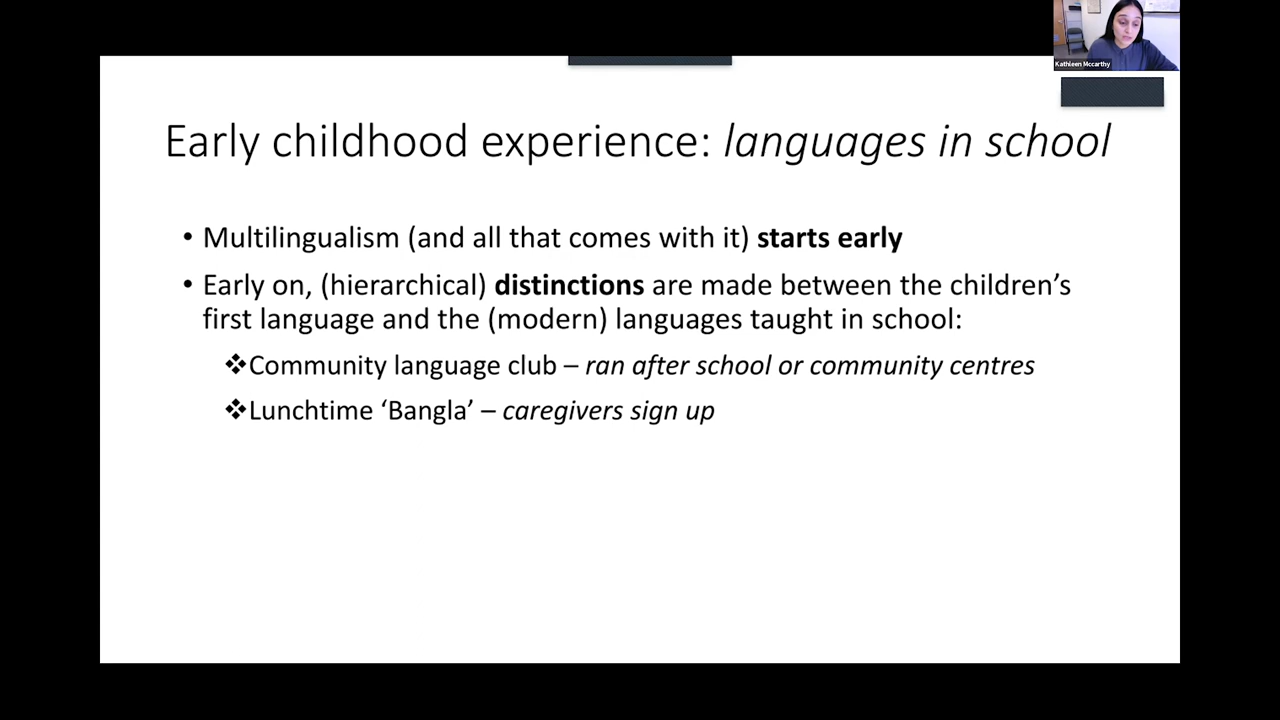 Kathleen Mccarthy
Early childhood experience: languages in school
• Multilingualism (and all that comes with it) starts early
• Early on, (hierarchical) distinctions are made between the children’s
first language and the (modern) languages taught in school:
❖Community language club – ran after school or community centres
❖Lunchtime ‘Bangla’ – caregivers sign up